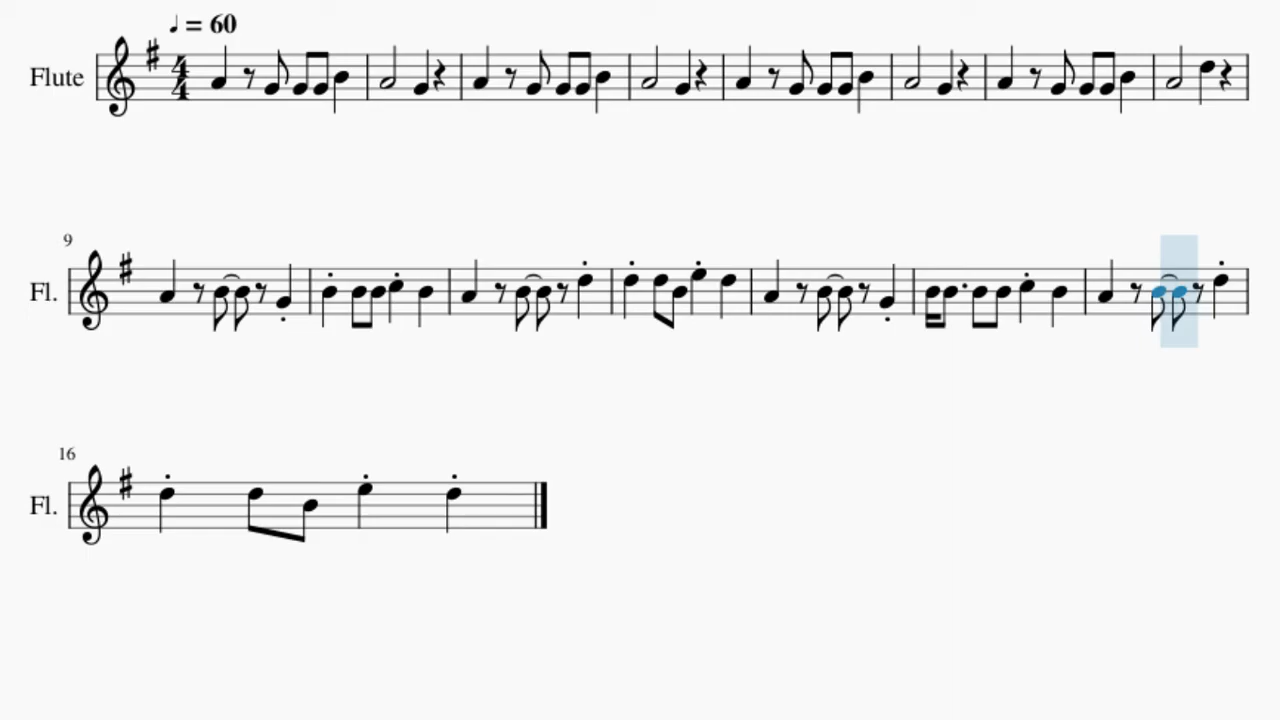 ♩ = 60
Flute
4
4
9
Fl.
16
Fl.